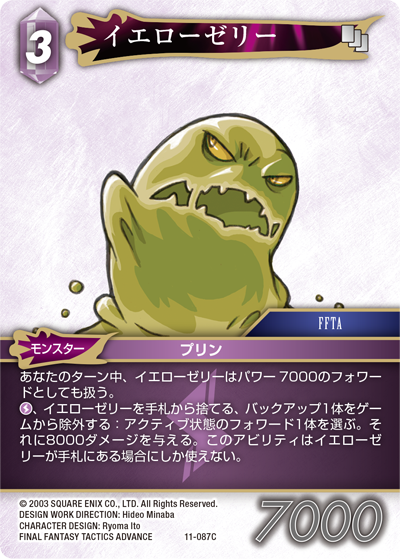 3
イエローゼリー
FFTA
モンスター
プリン
あなたのターン中、イエローゼリーはパワー7000のフォワー
ドとしても扱う。
、イエローゼリーを手札から捨てる、バックアップ1体をゲー
ムから除外する：アクティブ状態のフォワード1体を選ぶ。そ
れに8000ダメージを与える。このアビリティはイエローゼ
リーが手札にある場合にしか使えない。
© 2003 SQUARE ENIX CO., LTD. All Rights Reserved.
DESIGN WORK DIRECTION: Hideo Minaba
CHARACTER DESIGN: Ryoma Ito
FINAL FANTASY TACTICS ADVANCE 11-087C
7000